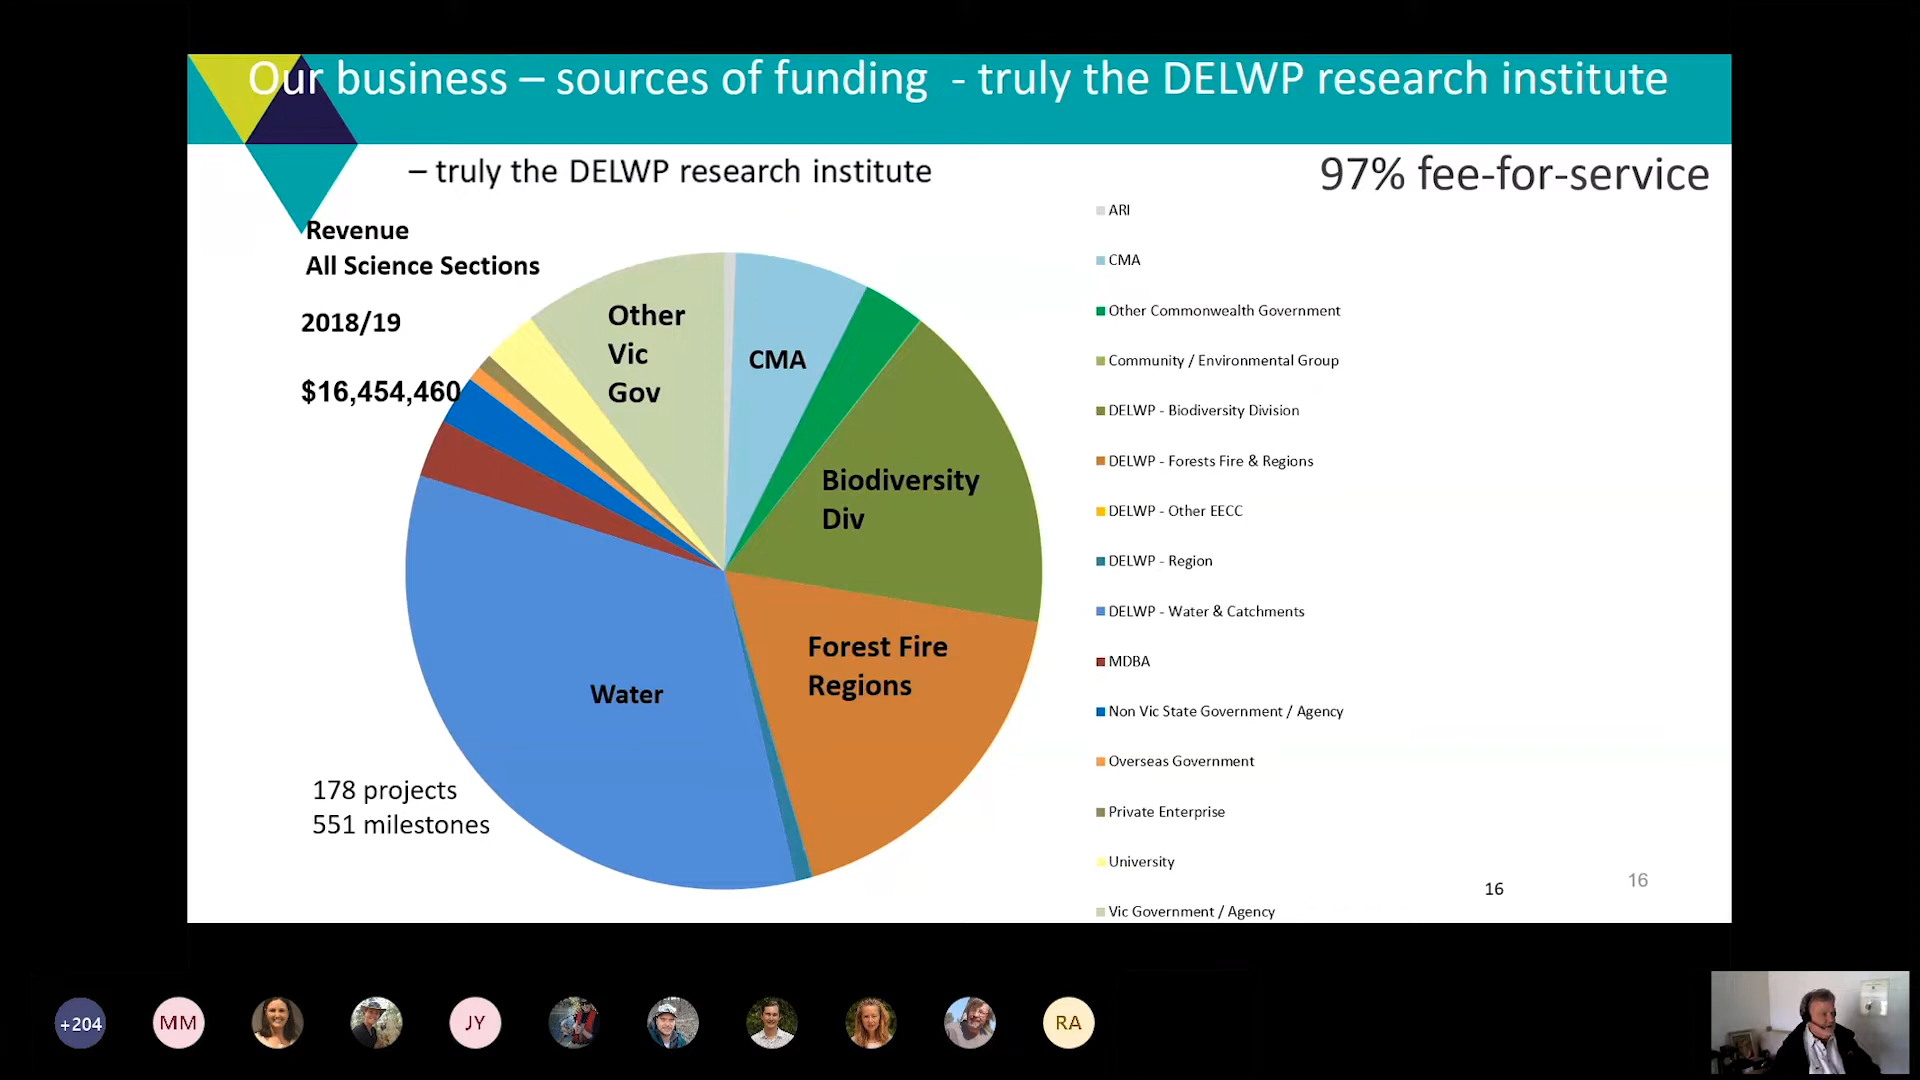 Our business – sources of funding - truly the DELWP research institute
– truly the DELWP research institute
97% fee-for-service
Revenue
All Science Sections
2018/19
$16,454,460
178 projects
551 milestones
Other
Vic
Gov
CMA
Biodiversity
Div
Forest Fire
Regions
Water
ARI
CMA
Other Commonwealth Government
Community / Environmental Group
DELWP - Biodiversity Division
DELWP - Forests Fire & Regions
DELWP - Other EECC
DELWP - Region
DELWP - Water & Catchments
MDBA
Non Vic State Government / Agency
Overseas Government
Private Enterprise
University
Vic Government / Agency
16
16
+204
MM
JY
RA